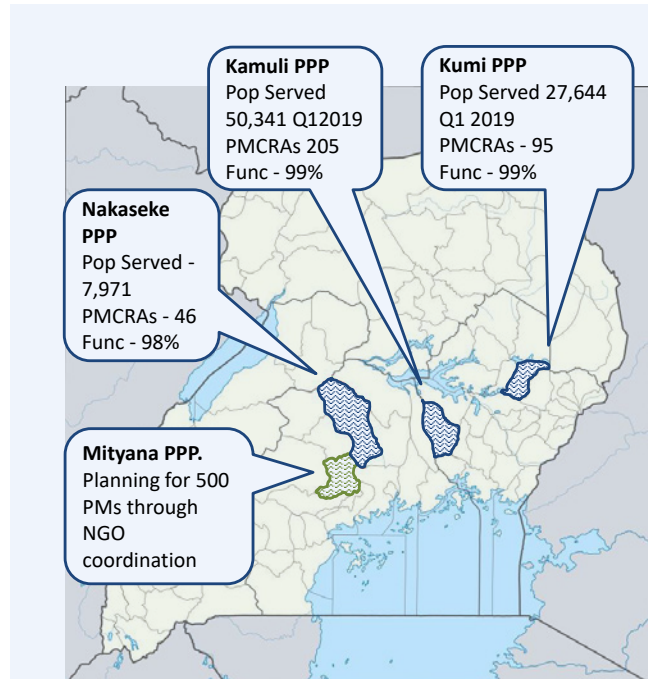 Kamuli PPP
Pop Served
50,341 Q12019
PMCRAs 205
Func - 99%
Kumi PPP
Pop Served 27,644
Q1 2019
PMCRAs - 95
Func - 99%
Nakaseke
PPP
Pop Served -
7,971
PMCRAs - 46
Func - 98%
Mityana PPP.
Planning for 500
PMs through
NGO
coordination